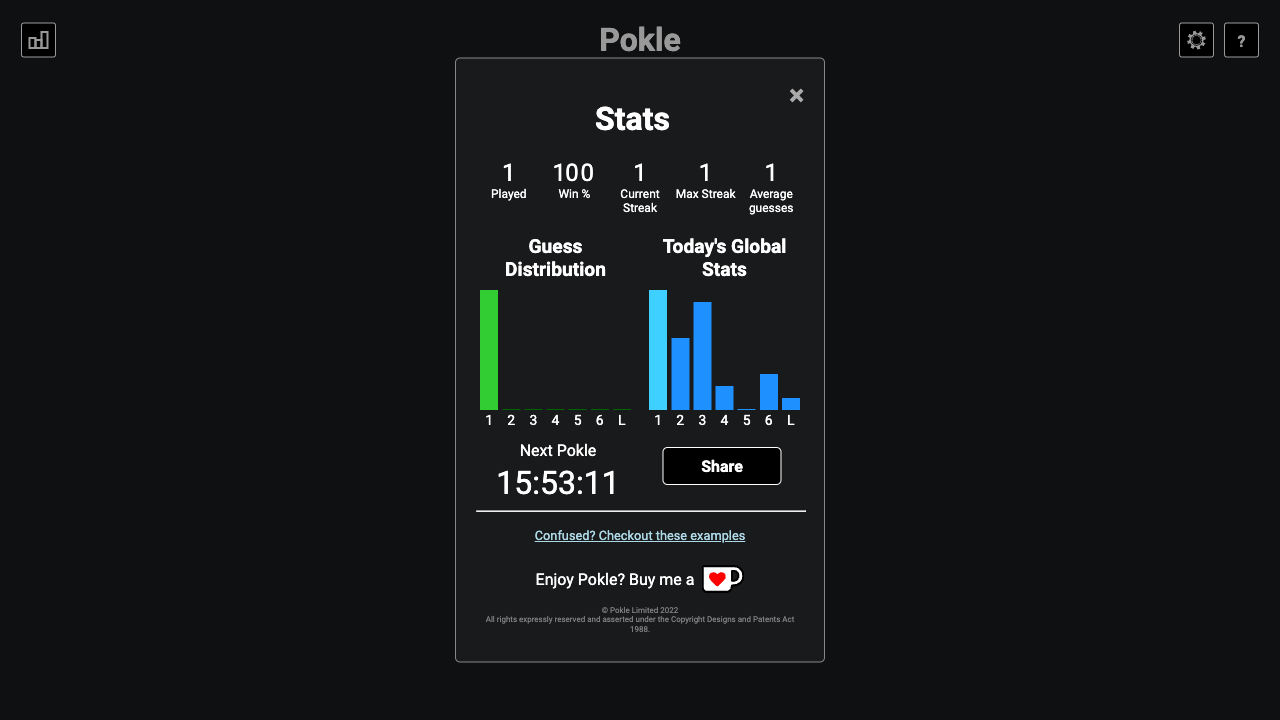 Pokle
?
Stats
1
Played
100
Win %
1
Current
Streak
1
Max Streak
1
Average
guesses
Guess
Distribution
1 2 3 4 5 6 L
Today's Global
Stats
1 2 3 4 5 6 L
Next Pokle
15:53:11
Share
Confused? Checkout these examples
Enjoy Pokle? Buy me a
© Pokle Limited 2022
All rights expressly reserved and asserted under the Copyright Designs and Patents Act
1988.